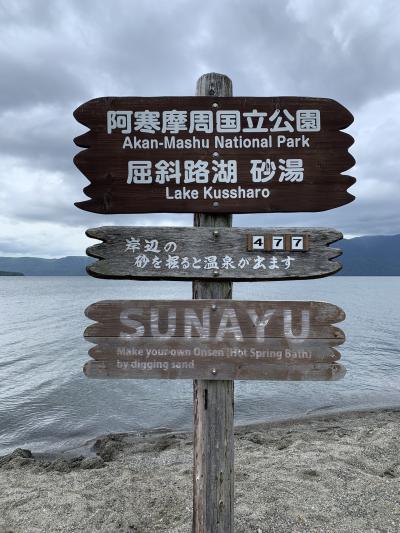 阿寒摩周国立公園
Akan-Mashu National Park
屈斜路湖 砂湯
Lake Kussharo
岸辺の 477
砂を掘ると温泉が出ます
SUNAYU
Make your own Onsen (Hot Spring Bath)
by digging sand